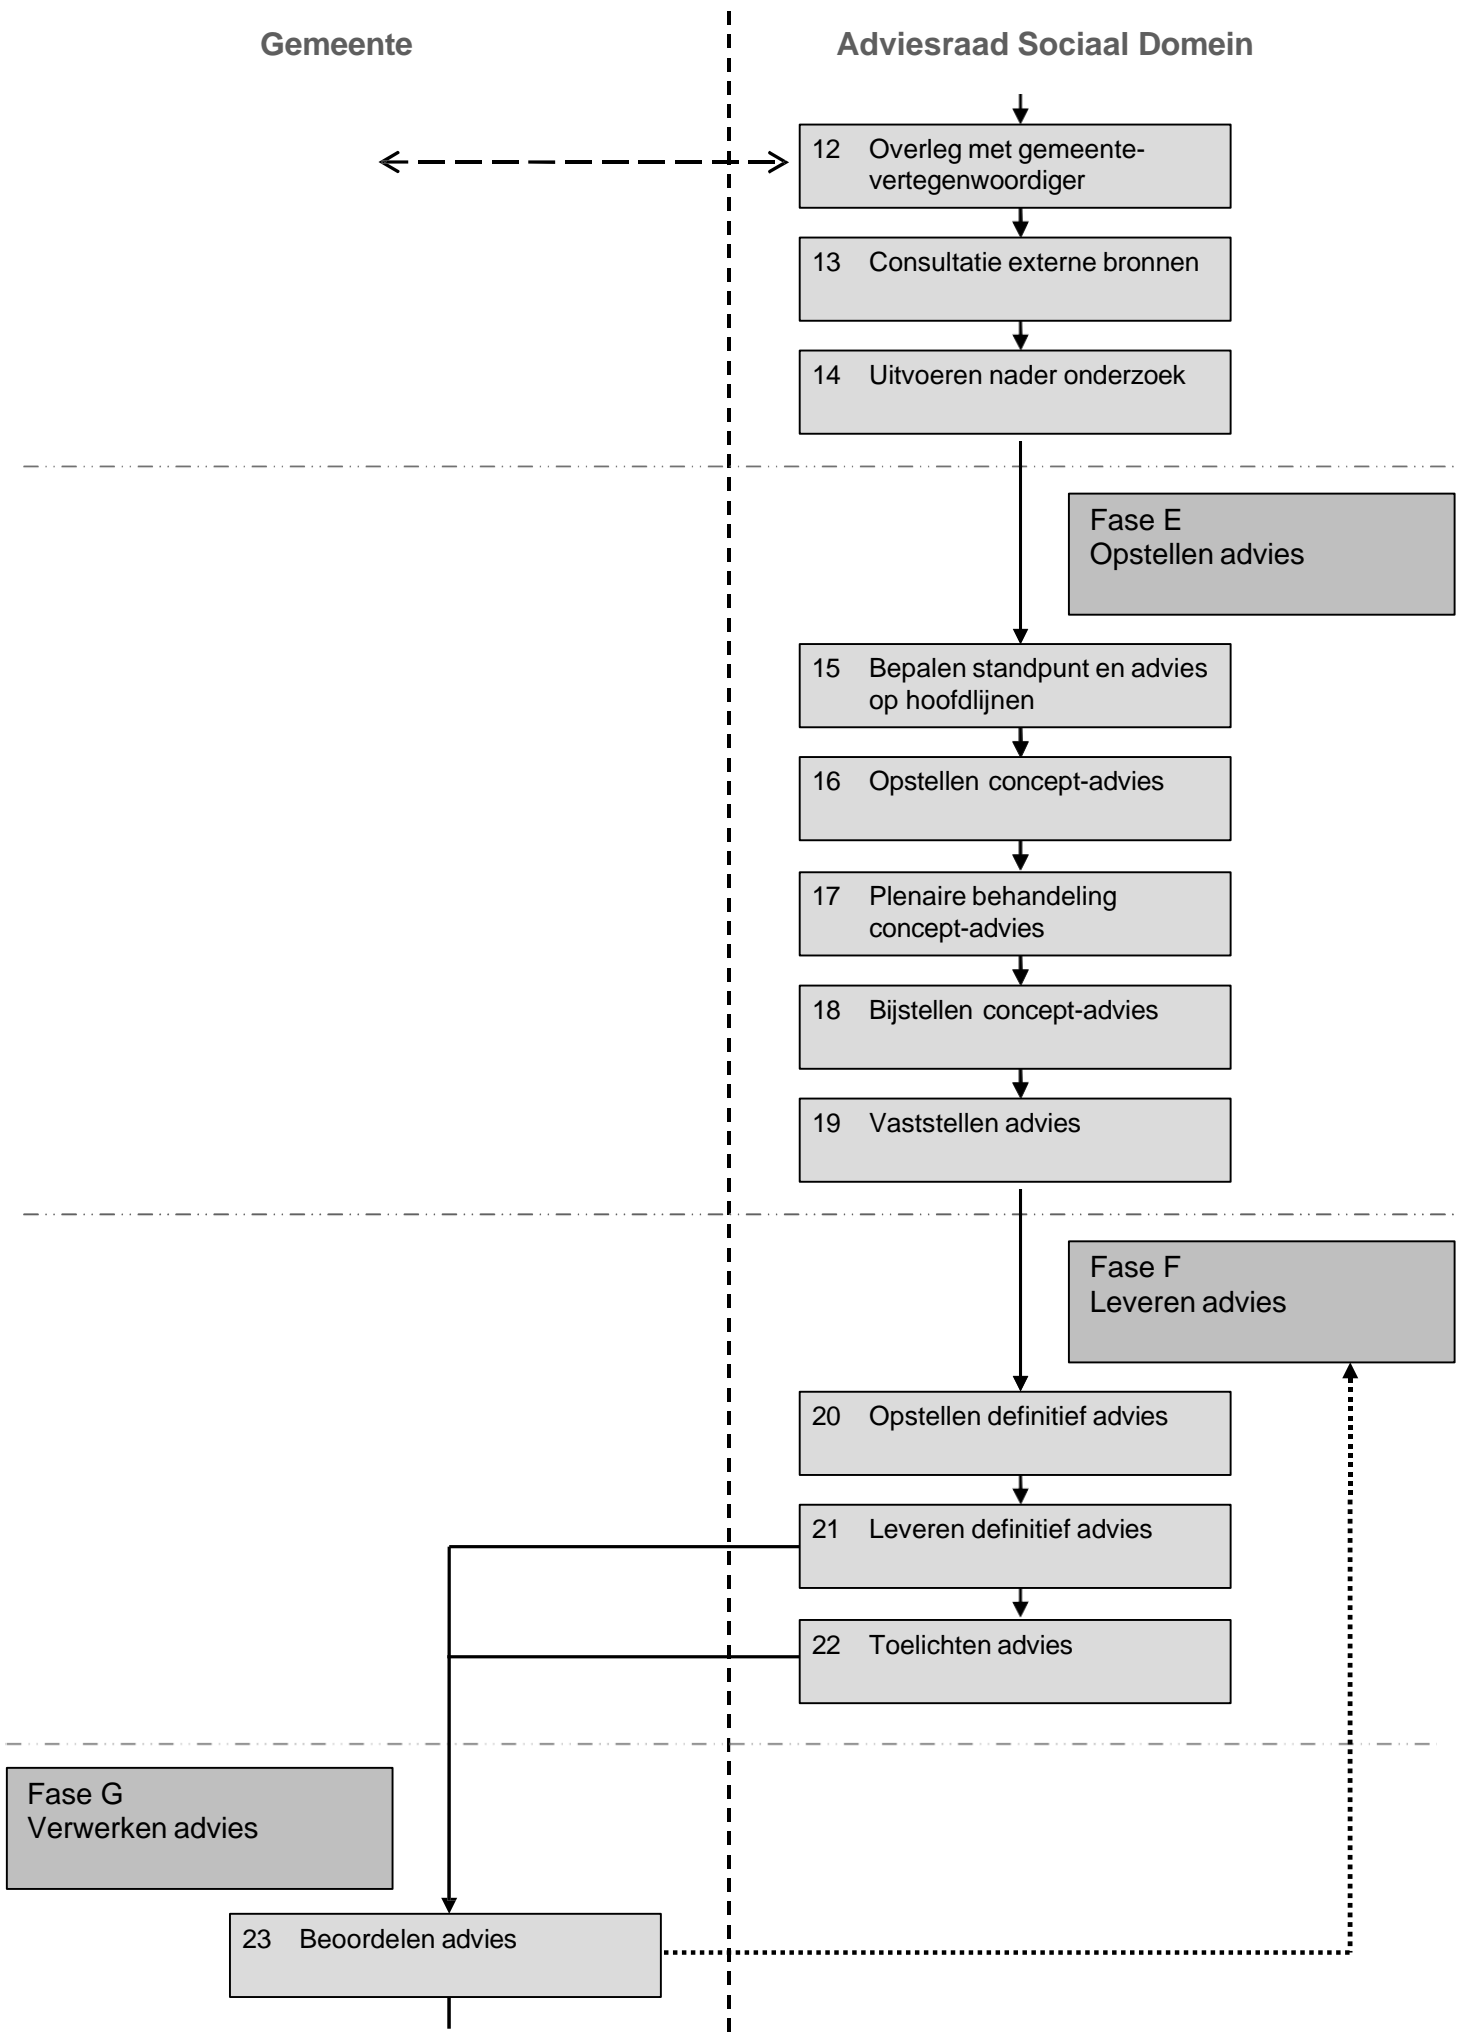 Gemeente
Adviesraad Sociaal Domein
12 Overleg met gemeente-
vertegenwoordiger
13 Consultatie externe bronnen
14 Uitvoeren nader onderzoek
Fase E
Opstellen advies
15 Bepalen standpunt en advies
op hoofdlijnen
16 Opstellen concept-advies
17 Plenaire behandeling
concept-advies
18 Bijstellen concept-advies
19 Vaststellen advies
Fase F
Leveren advies
20 Opstellen definitief advies
21 Leveren definitief advies
22 Toelichten advies
Fase G
Verwerken advies
23 Beoordelen advies